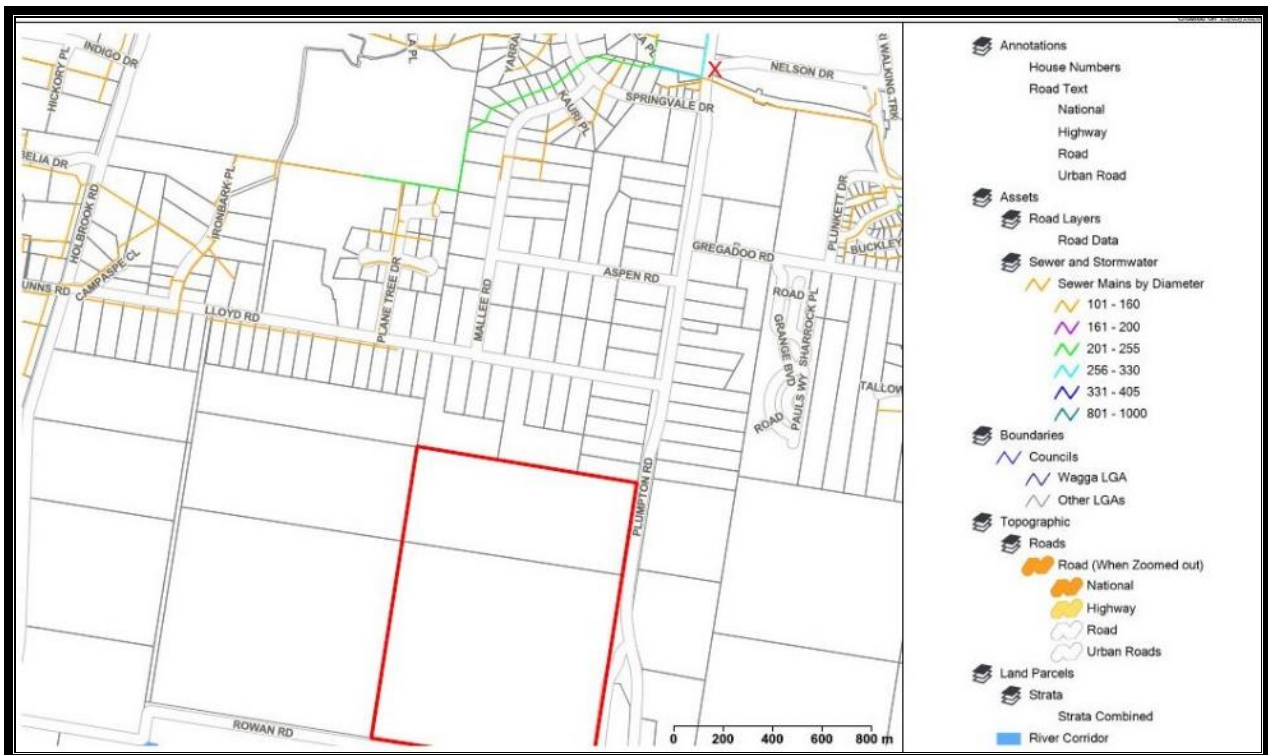 INDIGO DR
HICKORY PL
YARRA
NELSON DR
WALKING TRK
SPRINGVALE DR
KAURI PL
BELIA DR
HOLBROOK RD
IRONBARK PL
PLUNKETT DR
GREGADOO RD
BUCKLEY
CAMPASPE CL
UNNS RD
LLOYD RD
PLANE TREE DR
MALLEE RD
ASPEN RD
ROAD
GRANGE BVD
PAULS WY
SHARROCK PL
TALLOW
ROAD
PLUMPTON RD
ROWAN RD
0 200 400 600 800 m
Annotations
House Numbers
Road Text
National
Highway
Road
Urban Road
Assets
Road Layers
Road Data
Sewer and Stormwater
Sewer Mains by Diameter
101 - 160
161 - 200
201 - 255
256 - 330
331 - 405
801 - 1000
Boundaries
Councils
Wagga LGA
Other LGAs
Topographic
Roads
Road (When Zoomed out)
National
Highway
Road
Urban Roads
Land Parcels
Strata
Strata Combined
River Corridor